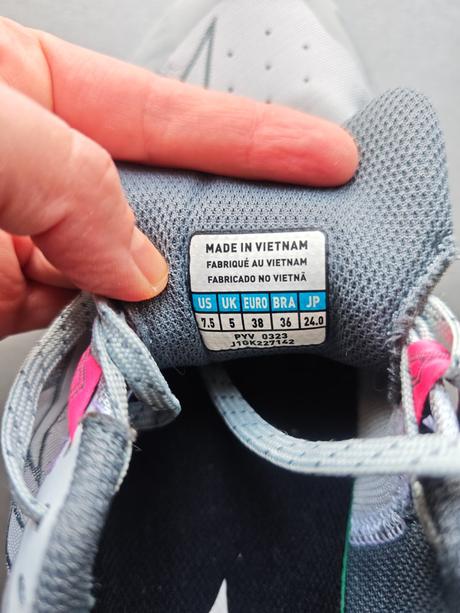 MADE IN VIETNAM
FABRIQUÉ AU VIETNAM
FABRICADO NO VIETNÃ
US UK EURO BRA JP
7.5 5 38 36 24.0
PYV 0323
J1GK227142